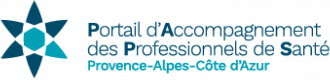 Portail d'Accompagnement
des Professionnels de Santé
Provence-Alpes-Côte d'Azur